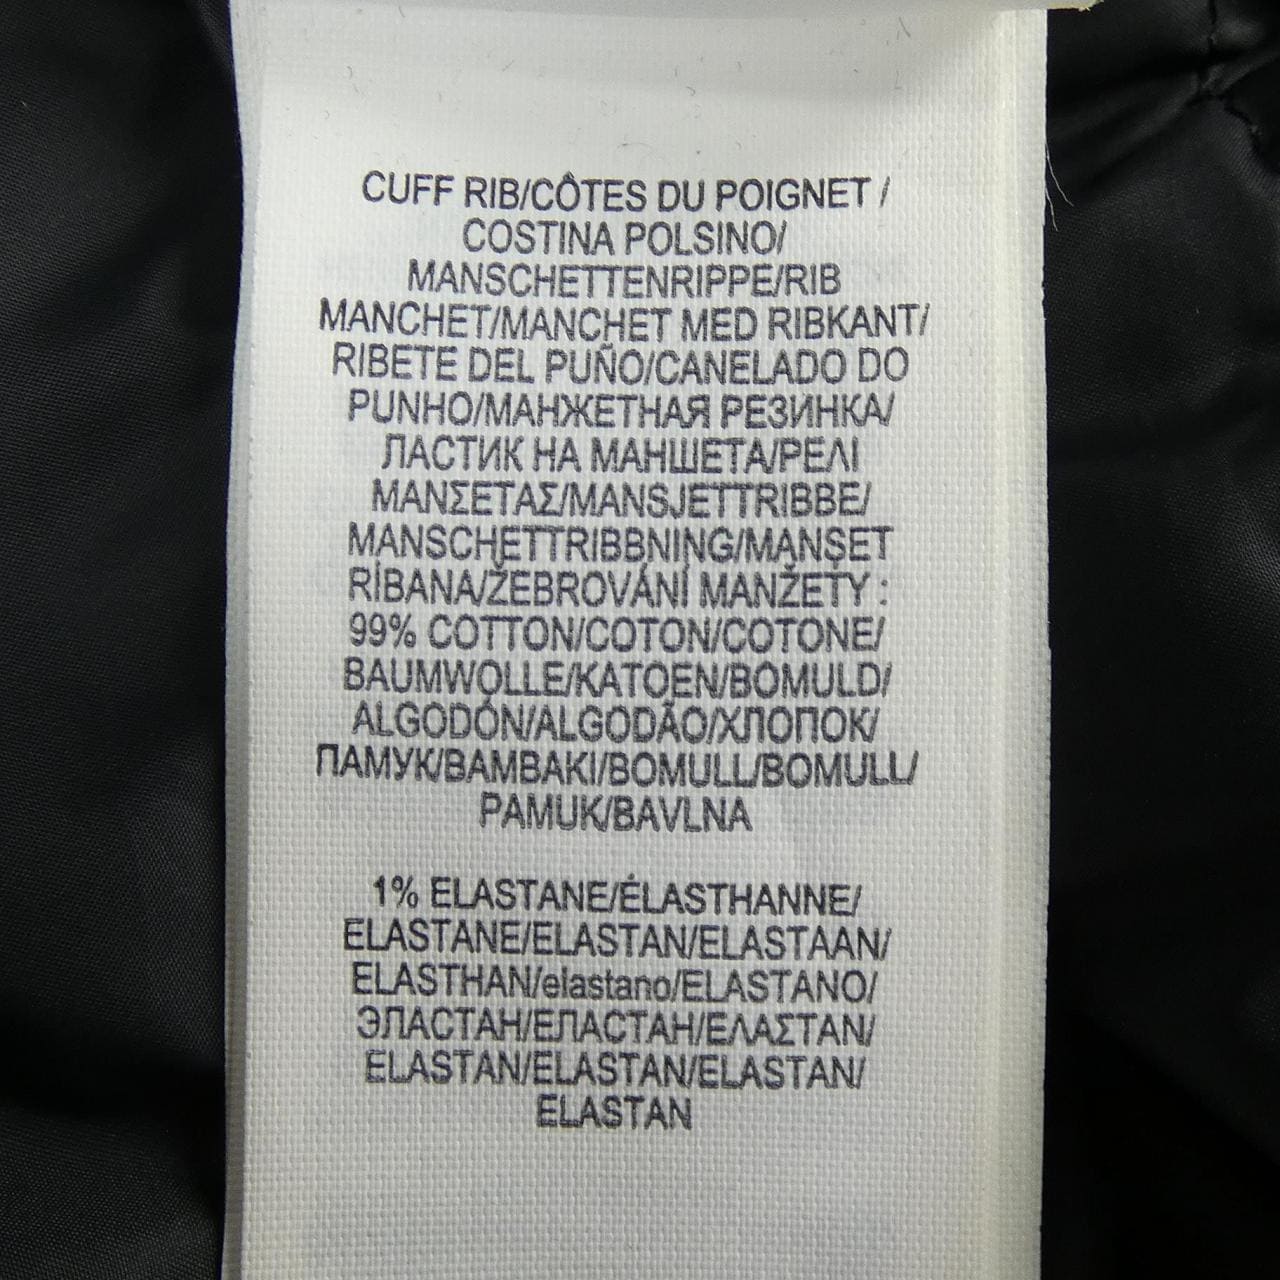 CUFF RIB/CÔTES DU POIGNET /
COSTINA POLSINO/
MANSCHETTENRIPPE/RIB
MANCHET/MANCHET MED RIBKANT/
RIBETE DEL PUÑO/CANELADO DO
PUNHO/МАНЖЕТНАЯ РЕЗИНКА/
ЛАСТИК НА МАНШЕТА/ΡΕΛΙ
ΜΑΝΣΕΤΑΣ/MANSJETTRIBBE/
MANSCHETTRIBBNING/MANŞET
RİBANA/ŽEBROVÁNÍ MANŽETY :
99% COTTON/COTON/COTONE/
BAUMWOLLE/KATOEN/BOMULD/
ALGODÓN/ALGODÃO/ХЛОПОК/
ПАМУК/ΒΑΜΒΑΚΙ/BOMULL/BOMULL/
PAMUK/BAVLNA
1% ELASTANE/ÉLASTHANNE/
ELASTANE/ELASTAN/ELASTAAN/
ELASTHAN/elastano/ELASTANO/
ЭЛАСТАН/ЕЛАСТАН/ΕΛΑΣΤΑΝ/
ELASTAN/ELASTAN/ELASTAN/
ELASTAN